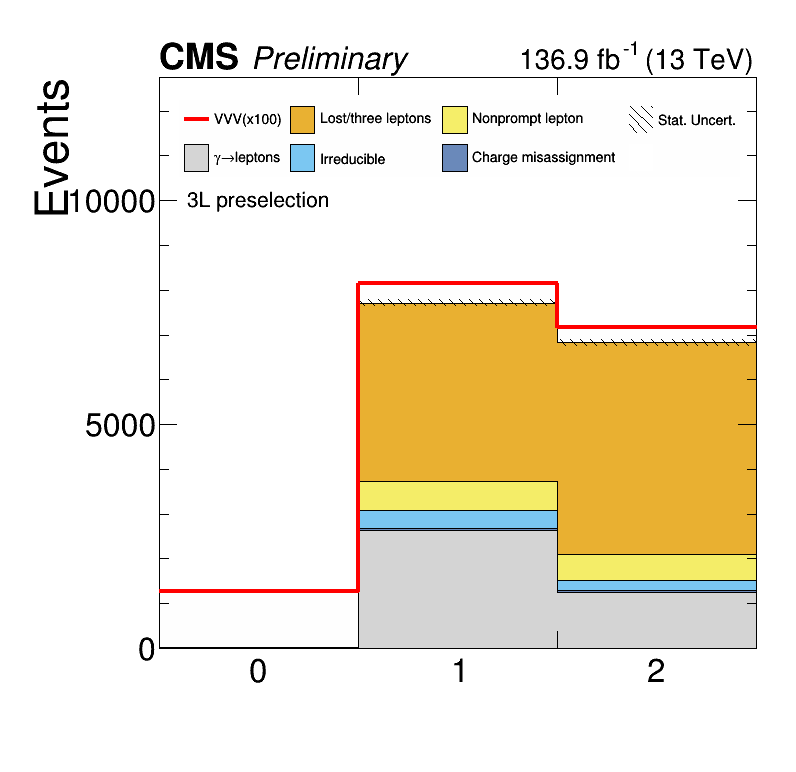 CMS Preliminary 136.9 fb-1 (13 TeV)
Events
VVV(x100) Lost/three leptons Nonprompt lepton Stat. Uncert.
γ→leptons Irreducible Charge misassignment
3L preselection
10000
5000
0
0 1 2